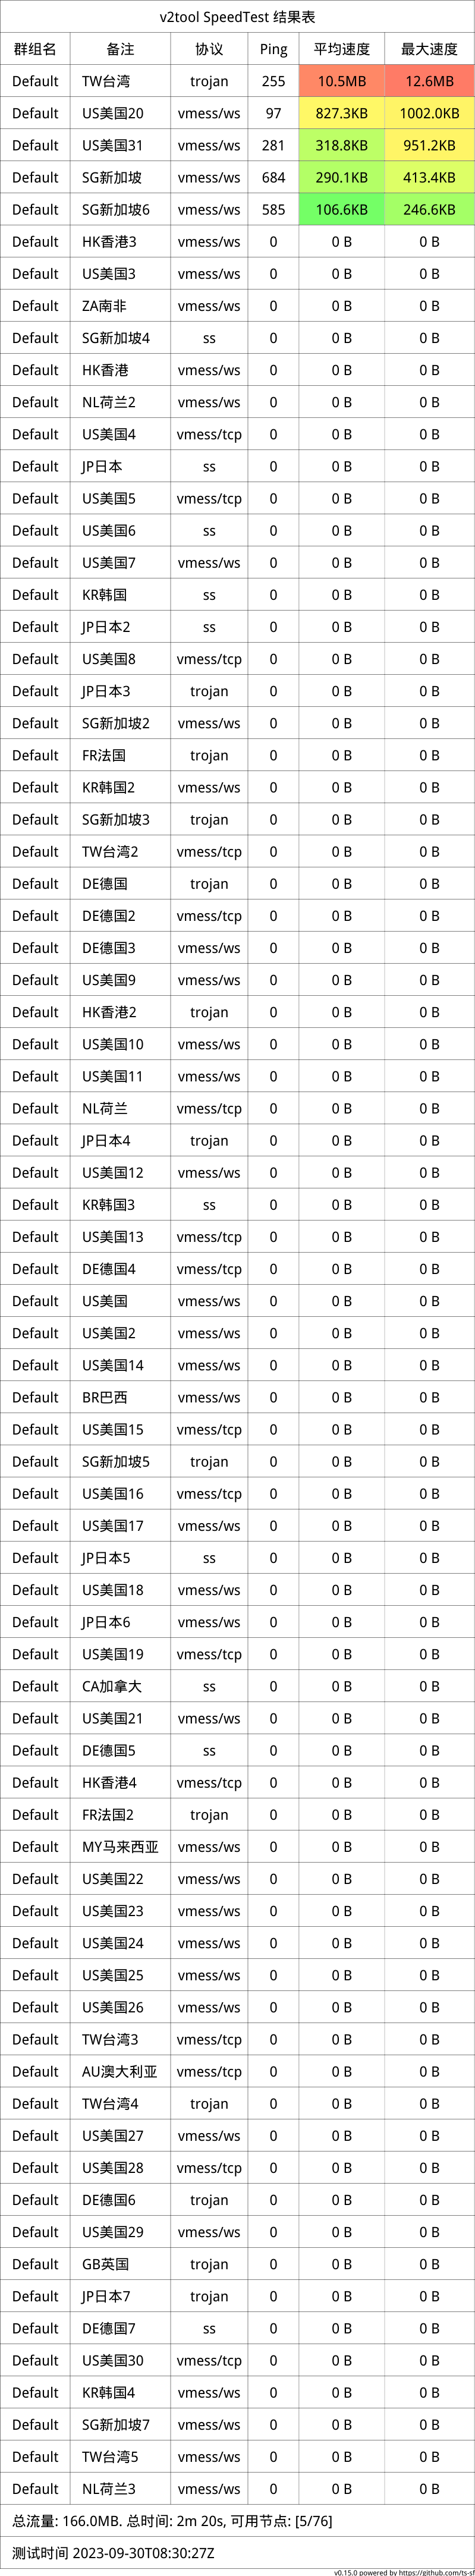 v2tool SpeedTest 结果表
群组名 备注 协议 Ping 平均速度 最大速度
Default TW台湾 trojan 255 10.5MB 12.6MB
Default US美国20 vmess/ws 97 827.3KB 1002.0KB
Default US美国31 vmess/ws 281 318.8KB 951.2KB
Default SG新加坡 vmess/ws 684 290.1KB 413.4KB
Default SG新加坡6 vmess/ws 585 106.6KB 246.6KB
Default HK香港3 vmess/ws 0 0 B 0 B
Default US美国3 vmess/ws 0 0 B 0 B
Default ZA南非 vmess/ws 0 0 B 0 B
Default SG新加坡4 ss 0 0 B 0 B
Default HK香港 vmess/ws 0 0 B 0 B
Default NL荷兰2 vmess/ws 0 0 B 0 B
Default US美国4 vmess/tcp 0 0 B 0 B
Default JP日本 ss 0 0 B 0 B
Default US美国5 vmess/tcp 0 0 B 0 B
Default US美国6 ss 0 0 B 0 B
Default US美国7 vmess/ws 0 0 B 0 B
Default KR韩国 ss 0 0 B 0 B
Default JP日本2 ss 0 0 B 0 B
Default US美国8 vmess/tcp 0 0 B 0 B
Default JP日本3 trojan 0 0 B 0 B
Default SG新加坡2 vmess/ws 0 0 B 0 B
Default FR法国 trojan 0 0 B 0 B
Default KR韩国2 vmess/ws 0 0 B 0 B
Default SG新加坡3 trojan 0 0 B 0 B
Default TW台湾2 vmess/tcp 0 0 B 0 B
Default DE德国 trojan 0 0 B 0 B
Default DE德国2 vmess/tcp 0 0 B 0 B
Default DE德国3 vmess/ws 0 0 B 0 B
Default US美国9 vmess/ws 0 0 B 0 B
Default HK香港2 trojan 0 0 B 0 B
Default US美国10 vmess/ws 0 0 B 0 B
Default US美国11 vmess/ws 0 0 B 0 B
Default NL荷兰 vmess/tcp 0 0 B 0 B
Default JP日本4 trojan 0 0 B 0 B
Default US美国12 vmess/ws 0 0 B 0 B
Default KR韩国3 ss 0 0 B 0 B
Default US美国13 vmess/tcp 0 0 B 0 B
Default DE德国4 vmess/tcp 0 0 B 0 B
Default US美国 vmess/ws 0 0 B 0 B
Default US美国2 vmess/ws 0 0 B 0 B
Default US美国14 vmess/ws 0 0 B 0 B
Default BR巴西 vmess/ws 0 0 B 0 B
Default US美国15 vmess/tcp 0 0 B 0 B
Default SG新加坡5 trojan 0 0 B 0 B
Default US美国16 vmess/tcp 0 0 B 0 B
Default US美国17 vmess/ws 0 0 B 0 B
Default JP日本5 ss 0 0 B 0 B
Default US美国18 vmess/ws 0 0 B 0 B
Default JP日本6 vmess/ws 0 0 B 0 B
Default US美国19 vmess/tcp 0 0 B 0 B
Default CA加拿大 ss 0 0 B 0 B
Default US美国21 vmess/ws 0 0 B 0 B
Default DE德国5 ss 0 0 B 0 B
Default HK香港4 vmess/tcp 0 0 B 0 B
Default FR法国2 trojan 0 0 B 0 B
Default MY马来西亚 vmess/ws 0 0 B 0 B
Default US美国22 vmess/ws 0 0 B 0 B
Default US美国23 vmess/ws 0 0 B 0 B
Default US美国24 vmess/ws 0 0 B 0 B
Default US美国25 vmess/ws 0 0 B 0 B
Default US美国26 vmess/ws 0 0 B 0 B
Default TW台湾3 vmess/tcp 0 0 B 0 B
Default AU澳大利亚 vmess/tcp 0 0 B 0 B
Default TW台湾4 trojan 0 0 B 0 B
Default US美国27 vmess/ws 0 0 B 0 B
Default US美国28 vmess/tcp 0 0 B 0 B
Default DE德国6 trojan 0 0 B 0 B
Default US美国29 vmess/ws 0 0 B 0 B
Default GB英国 trojan 0 0 B 0 B
Default JP日本7 trojan 0 0 B 0 B
Default DE德国7 ss 0 0 B 0 B
Default US美国30 vmess/tcp 0 0 B 0 B
Default KR韩国4 vmess/ws 0 0 B 0 B
Default SG新加坡7 vmess/ws 0 0 B 0 B
Default TW台湾5 vmess/ws 0 0 B 0 B
Default NL荷兰3 vmess/ws 0 0 B 0 B
总流量: 166.0MB. 总时间: 2m 20s, 可用节点: [5/76]
测试时间 2023-09-30T08:30:27Z
v0.15.0 powered by https://github.com/ts-sf